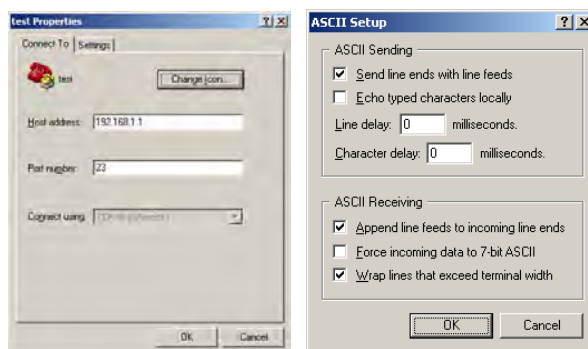 test Properties
Connect To
Settings
test
Change Icon...
Host address:
192.168.1.1
Port number:
23
Connect using:
OK
Cancel
ASCII Setup
ASCII Sending
Send line ends with line feeds
Echo typed characters locally
Line delay: 0 milliseconds.
Character delay: 0 milliseconds.
ASCII Receiving
Append line feeds to incoming line ends
Force incoming data to 7-bit ASCII
Wrap lines that exceed terminal width
OK
Cancel